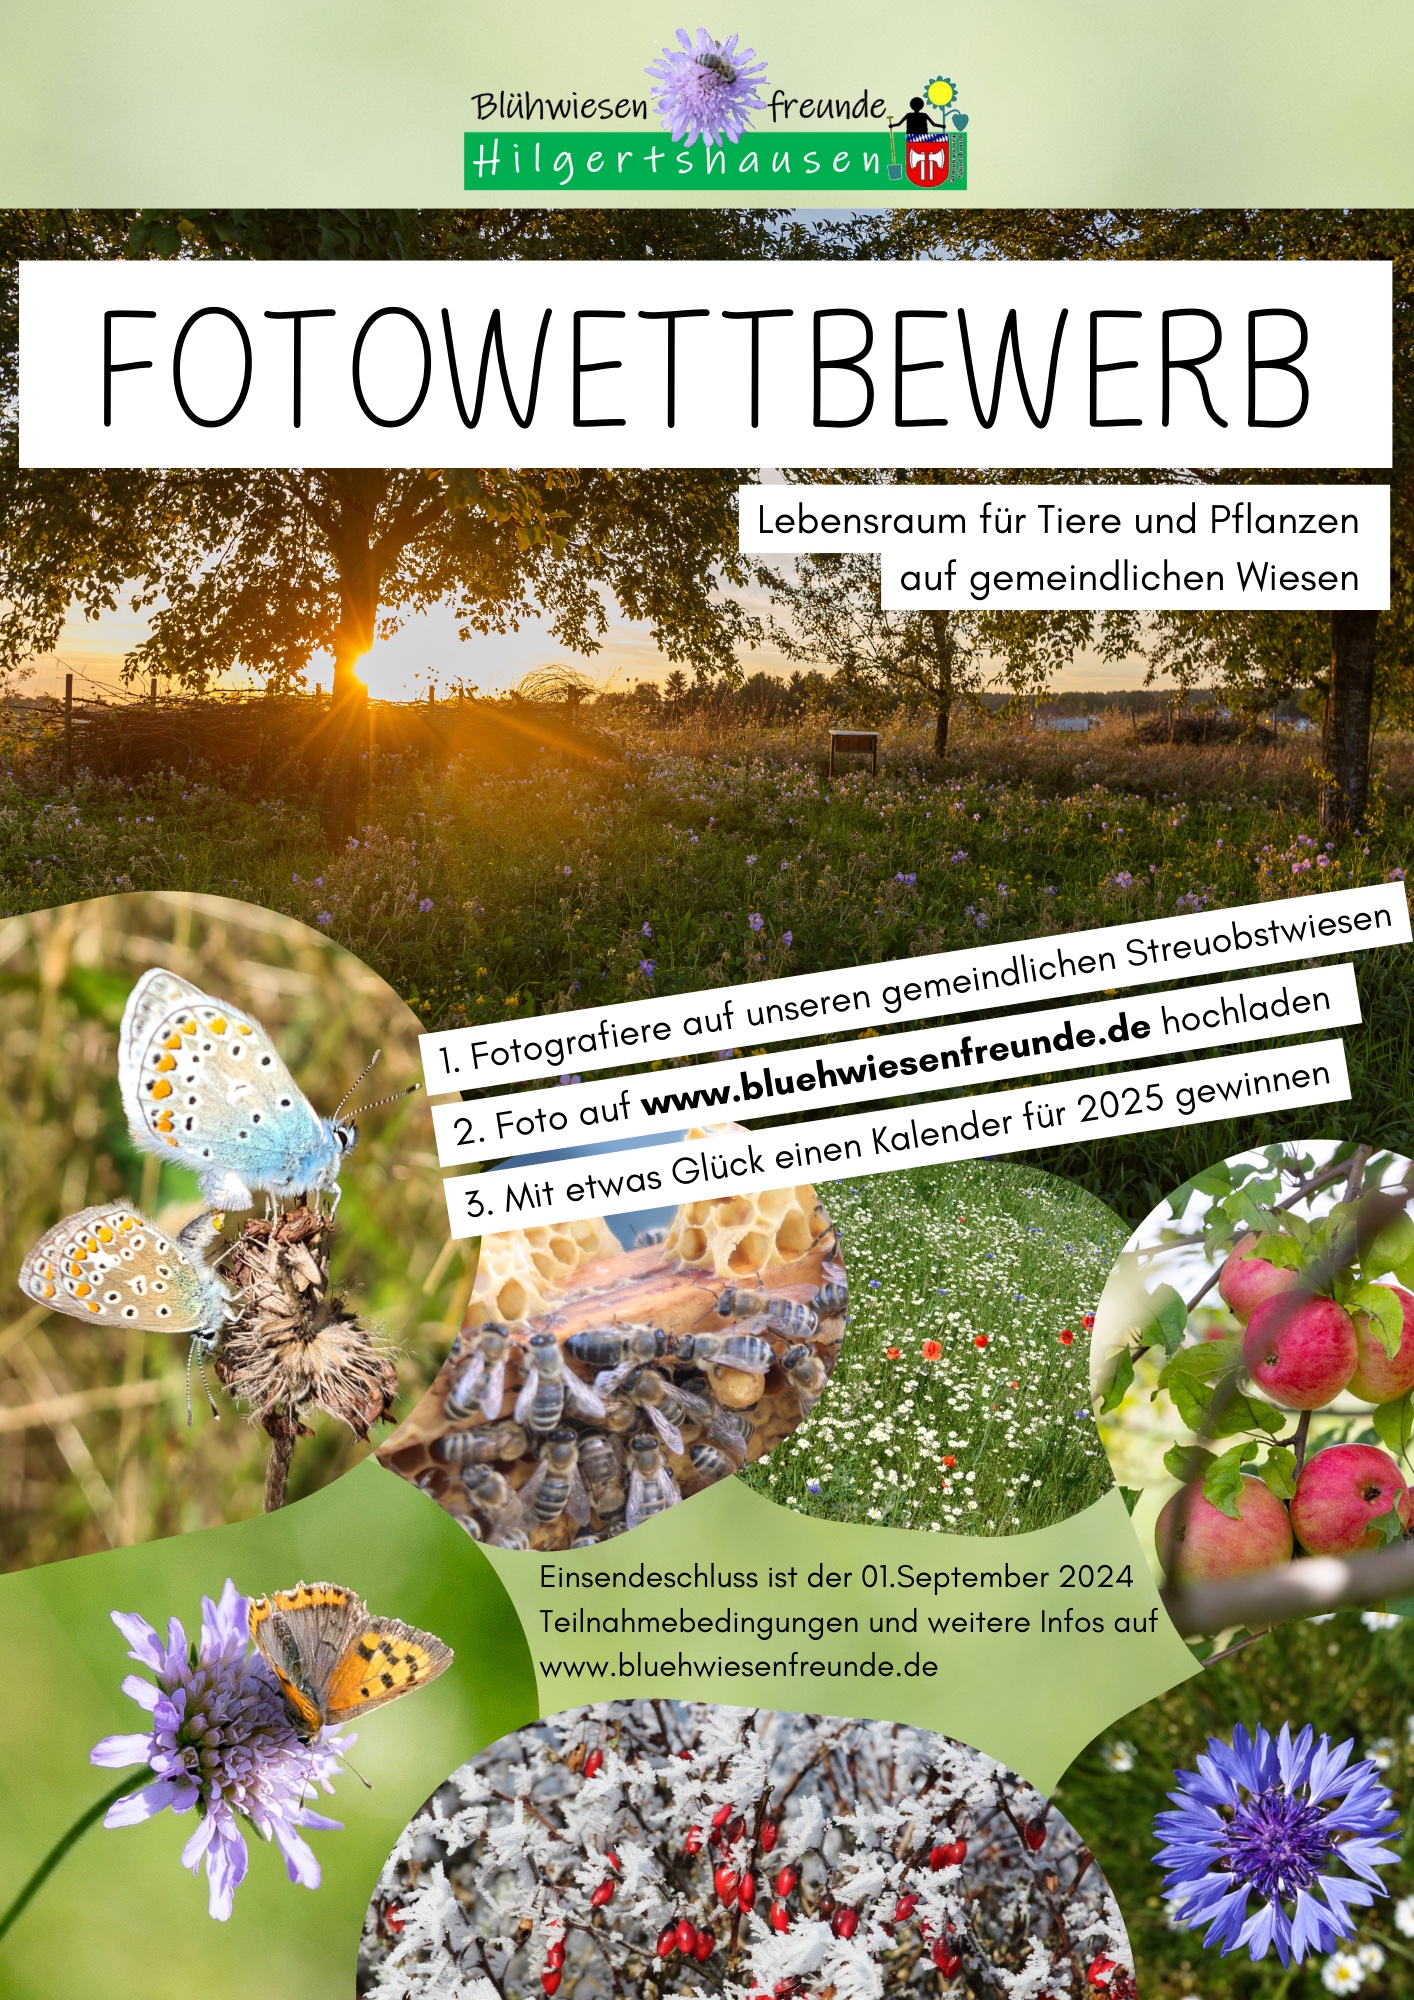 Blühwiesen freunde
Hilgertshausen
FOTOWETTBEWERB
Lebensraum für Tiere und Pflanzen
auf gemeindlichen Wiesen
1. Fotografiere auf unseren gemeindlichen Streuobstwiesen
2. Foto auf www.bluehwiesenfreunde.de hochladen
3. Mit etwas Glück einen Kalender für 2025 gewinnen
Einsendeschluss ist der 01.September 2024
Teilnahmebedingungen und weitere Infos auf
www.bluehwiesenfreunde.de